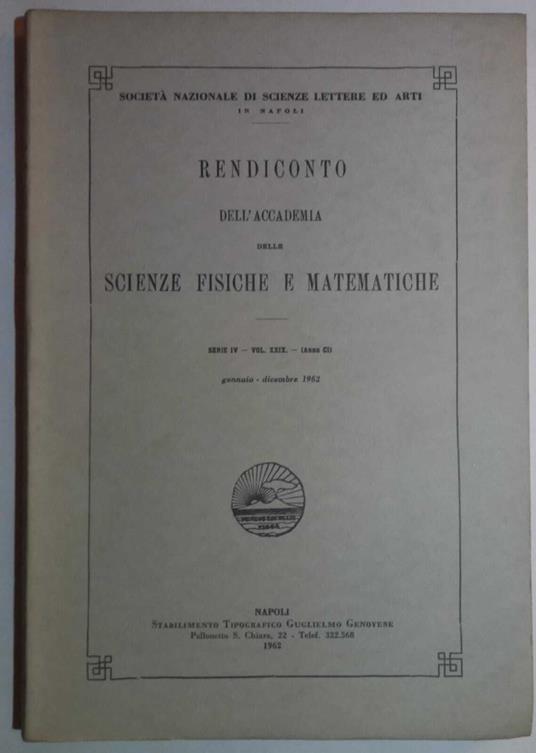 SOCIETÀ NAZIONALE DI SCIENZE LETTERE ED ARTI
IN NAPOLI
RENDICONTO
DELL'ACCADEMIA
DELLE
SCIENZE FISICHE E MATEMATICHE
SERIE IV – VOL. XXIX. – (Anno CI)
gennaio - dicembre 1962
NAPOLI
STABILIMENTO TIPOGRAFICO GUGLIELMO GENOVESE
Pallonetto S. Chiara, 22 - Telef. 322.568
1962